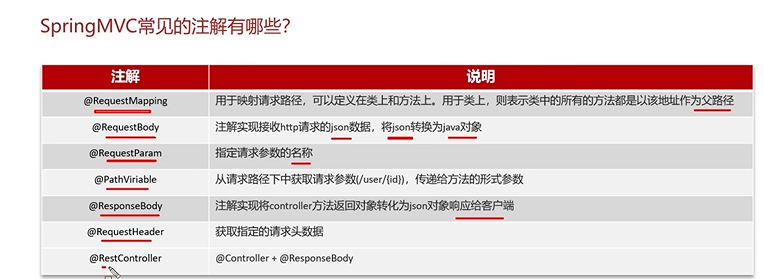 SpringMVC常见的注解有哪些?
注解 说明
@RequestMapping 用于映射请求路径，可以定义在类上和方法上。用于类上，则表示类中的所有的方法都是以该地址作为父路径
@RequestBody 注解实现接收http请求的json数据，将json转换为java对象
@RequestParam 指定请求参数的名称
@PathViriable 从请求路径下中获取请求参数(/user/{id})，传递给方法的形式参数
@ResponseBody 注解实现将controller方法返回对象转化为json对象响应给客户端
@RequestHeader 获取指定的请求头数据
@RestController @Controller + @ResponseBody